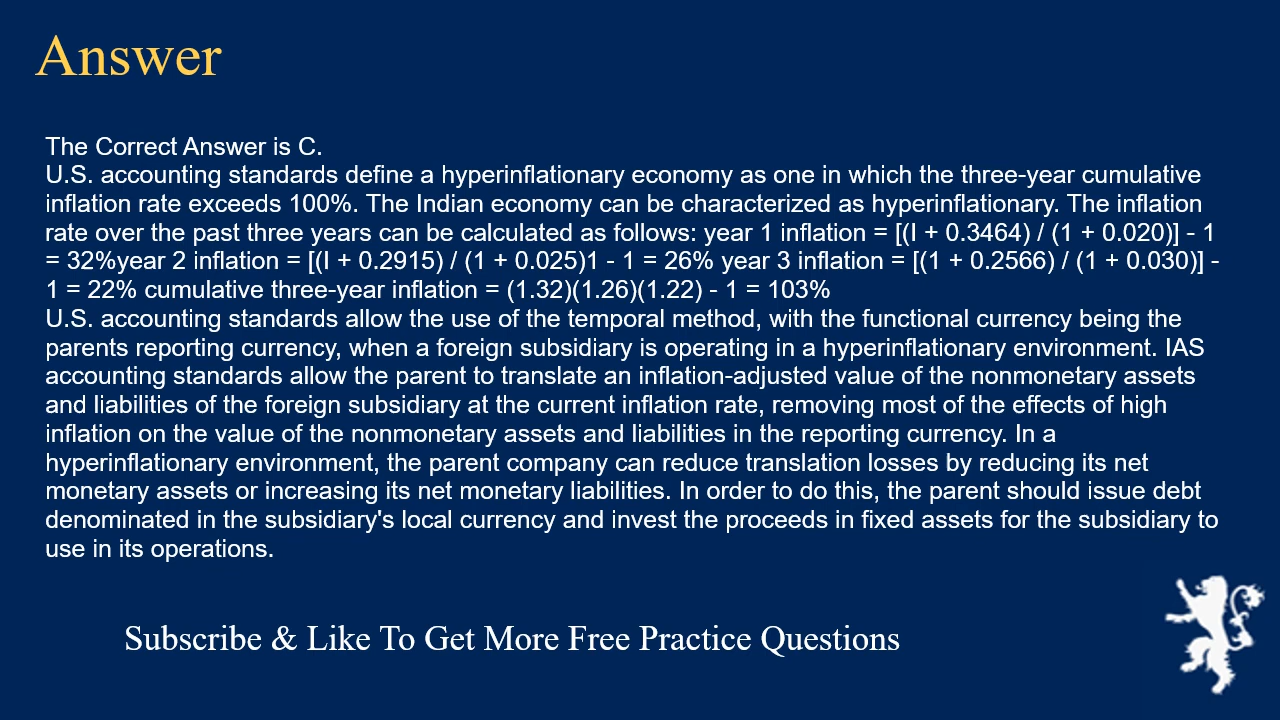 Answer
The Correct Answer is C.
U.S. accounting standards define a hyperinflationary economy as one in which the three-year cumulative
inflation rate exceeds 100%. The Indian economy can be characterized as hyperinflationary. The inflation
rate over the past three years can be calculated as follows: year 1 inflation = [(I + 0.3464) / (1 + 0.020)] - 1
= 32%year 2 inflation = [(I + 0.2915) / (1 + 0.025)1 - 1 = 26% year 3 inflation = [(1 + 0.2566) / (1 + 0.030)] -
1 = 22% cumulative three-year inflation = (1.32)(1.26)(1.22) - 1 = 103%
U.S. accounting standards allow the use of the temporal method, with the functional currency being the
parents reporting currency, when a foreign subsidiary is operating in a hyperinflationary environment. IAS
accounting standards allow the parent to translate an inflation-adjusted value of the nonmonetary assets
and liabilities of the foreign subsidiary at the current inflation rate, removing most of the effects of high
inflation on the value of the nonmonetary assets and liabilities in the reporting currency. In a
hyperinflationary environment, the parent company can reduce translation losses by reducing its net
monetary assets or increasing its net monetary liabilities. In order to do this, the parent should issue debt
denominated in the subsidiary's local currency and invest the proceeds in fixed assets for the subsidiary to
use in its operations.
Subscribe & Like To Get More Free Practice Questions